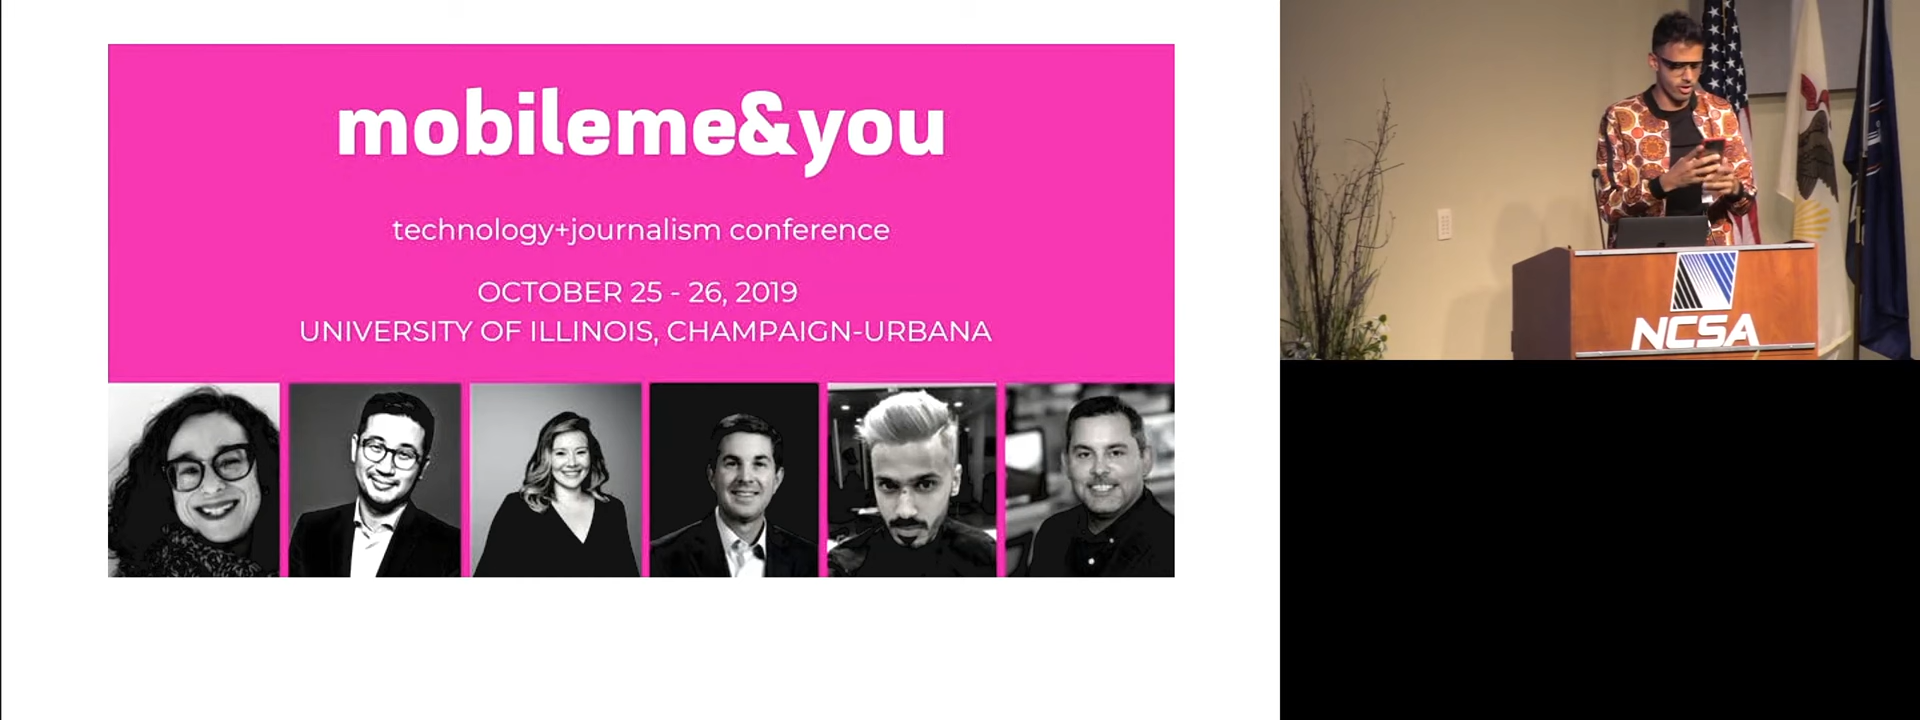 mobileme&you
technology+journalism conference
OCTOBER 25 - 26, 2019
UNIVERSITY OF ILLINOIS, CHAMPAIGN-URBANA
NCSA